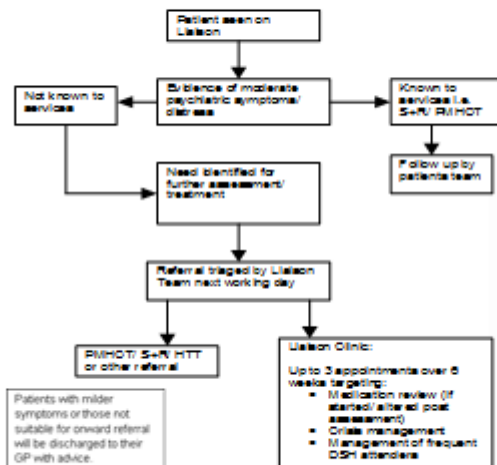 Patient seen on
Liaison
Not known to
services
Evidence of moderate
psychiatric symptoms/
distress
Known to
services i.e.
S+R/ PMHOT
Follow up by
patients team
Need identified for
further assessment/
treatment
Referral triaged by Liaison
Team next working day
PMHOT/ S+R/ HTT
or other referral
Liaison Clinic:
Up to 3 appointments over 6
weeks targeting:
▪ Medication review (if
started/altered post
assessment)
▪ Crisis management
▪ Management of frequent
DSH attenders
Patients with milder
symptoms or those not
suitable for onward referral
will be discharged to their
GP with advice.